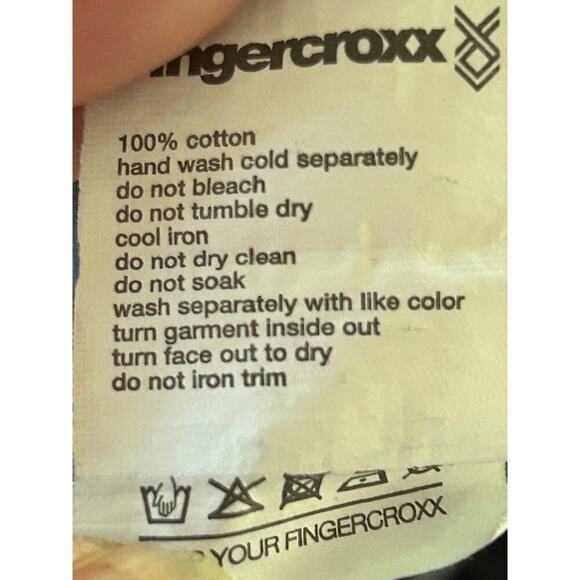 fingercroxx
100% cotton
hand wash cold separately
do not bleach
do not tumble dry
cool iron
do not dry clean
do not soak
wash separately with like color
turn garment inside out
turn face out to dry
do not iron trim
YOUR FINGERCROXX